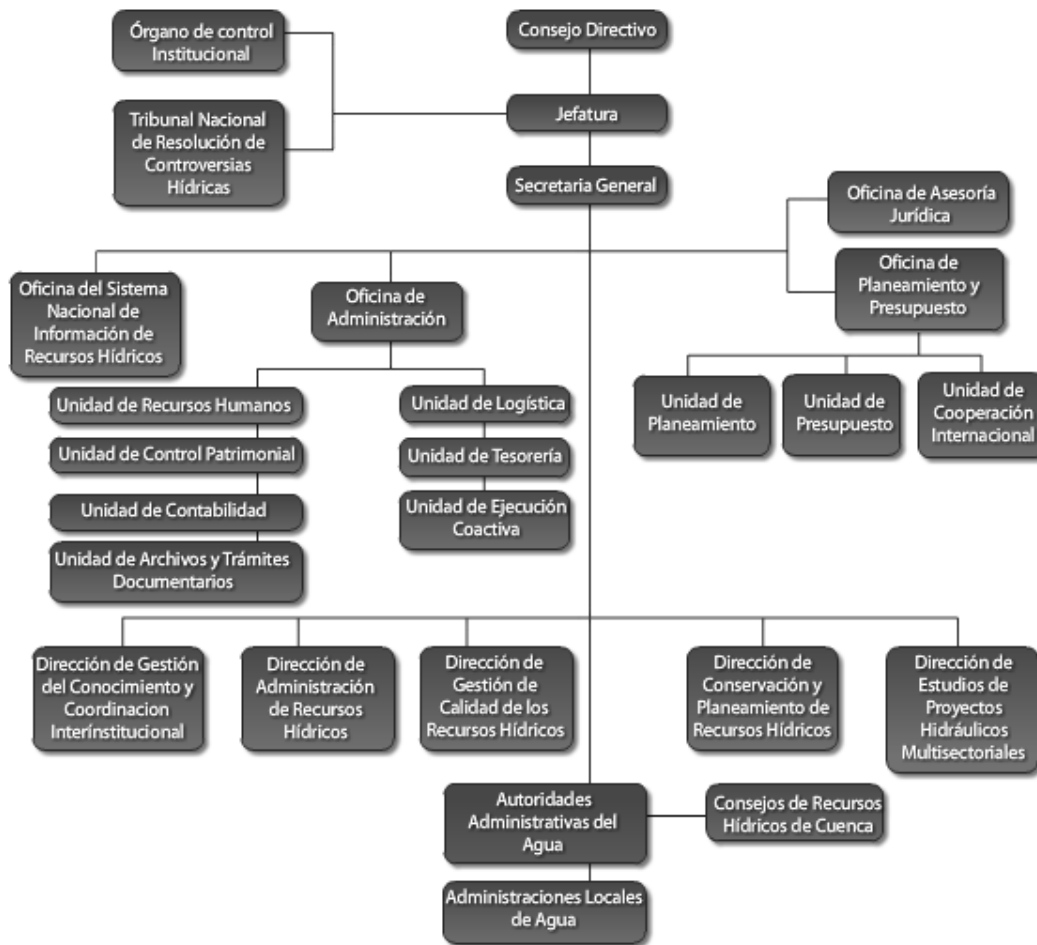 Órgano de control
Institucional
Consejo Directivo
Tribunal Nacional
de Resolución de
Controversias
Hídricas
Jefatura
Secretaria General
Oficina de Asesoría
Jurídica
Oficina de
Planeamiento y
Presupuesto
Oficina del Sistema
Nacional de
Información de
Recursos Hídricos
Oficina de
Administración
Unidad de
Planeamiento
Unidad de
Presupuesto
Unidad de
Cooperación
Internacional
Unidad de Recursos Humanos
Unidad de Control Patrimonial
Unidad de Contabilidad
Unidad de Archivos y Trámites
Documentarios
Unidad de Logística
Unidad de Tesorería
Unidad de Ejecución
Coactiva
Dirección de Gestión
del Conocimiento y
Coordinacion
Interínstitucional
Dirección de
Administración
de Recursos
Hídricos
Dirección de
Gestión de
Calidad de los
Recursos Hídricos
Dirección de
Conservación y
Planeamiento de
Recursos Hídricos
Dirección de
Estudios de
Proyectos
Hidráulicos
Multisectoriales
Autoridades
Administrativas del
Agua
Consejos de Recursos
Hídricos de Cuenca
Administraciones Locales
de Agua